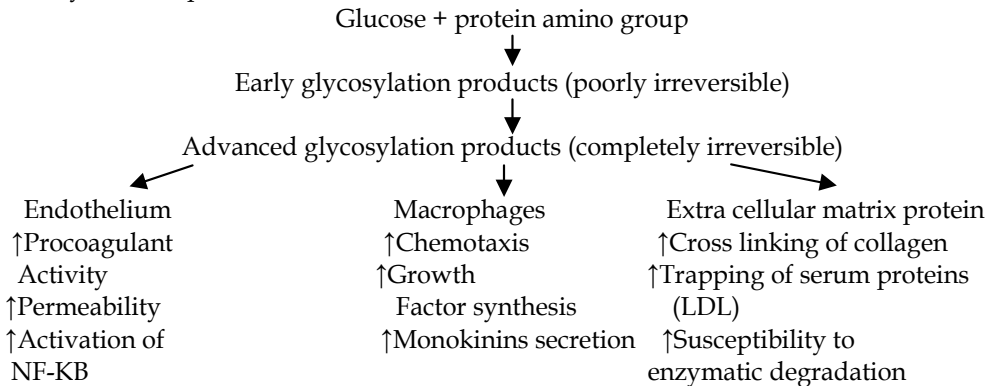 Glucose + protein amino group
Early glycosylation products (poorly irreversible)
Advanced glycosylation products (completely irreversible)
Endothelium
↑Procoagulant
Activity
↑Permeability
↑Activation of
NF-KB
Macrophages
↑Chemotaxis
↑Growth
Factor synthesis
↑Monokinins secretion
Extra cellular matrix protein
↑Cross linking of collagen
↑Trapping of serum proteins
(LDL)
↑Susceptibility to
enzymatic degradation